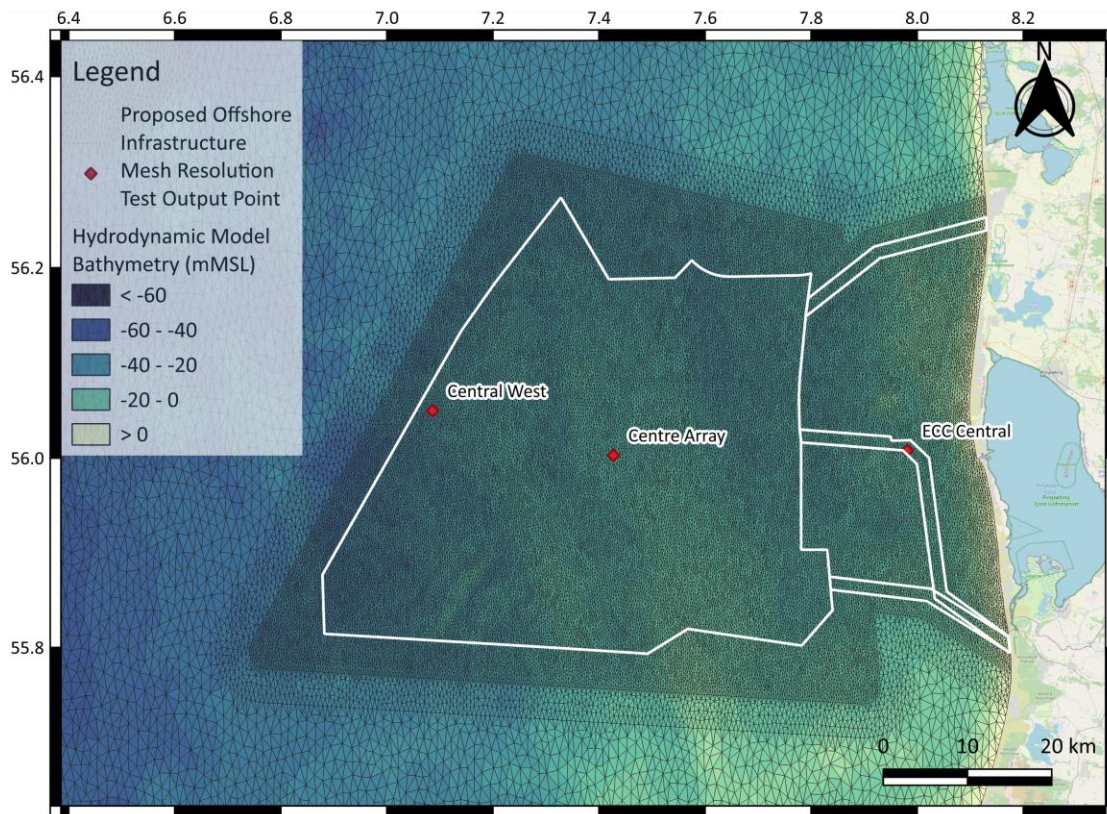 6.4 6.6 6.8 7.0 7.2 7.4 7.6 7.8 8.0 8.2
56.4
56.2
56.0
55.8
N
Legend
Proposed Offshore
Infrastructure
Mesh Resolution
Test Output Point
Hydrodynamic Model
Bathymetry (mMSL)
< -60
-60 - -40
-40 - -20
-20 - 0
> 0
Central West
Centre Array
ECC Central
0 10 20 km